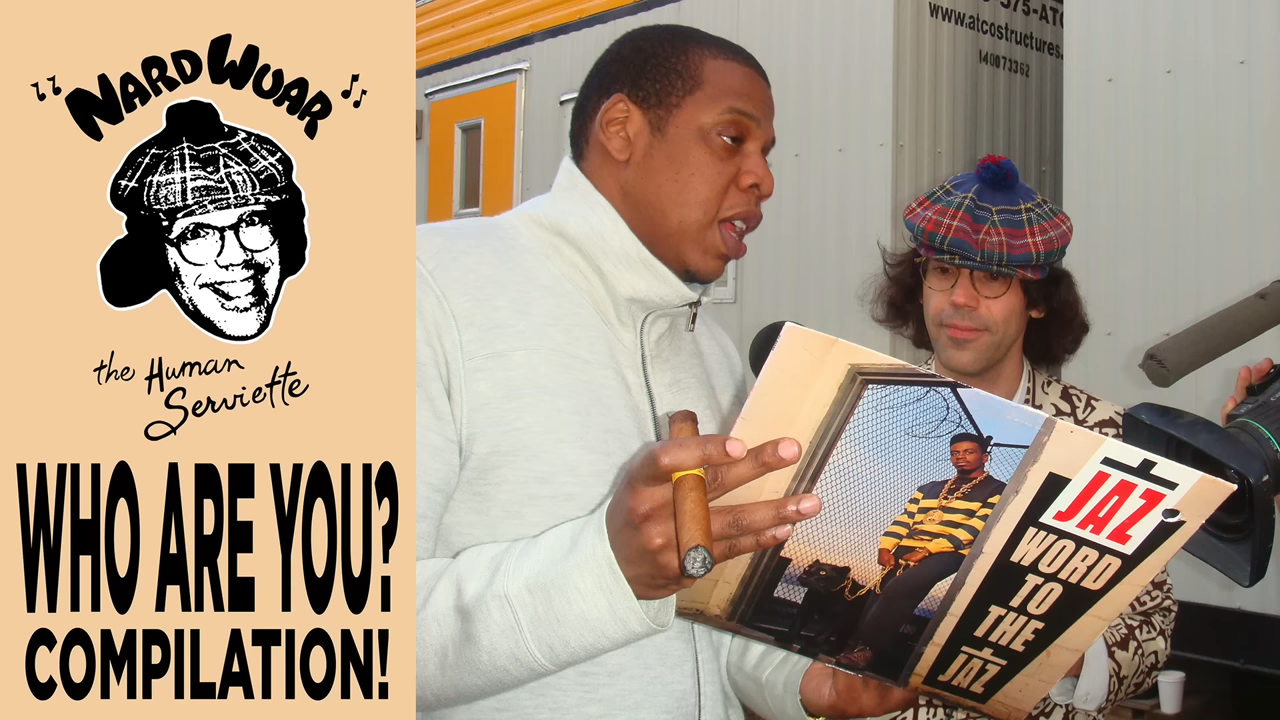 NARDWUAR
the Human
Serviette
WHO ARE YOU?
COMPILATION!
www.atcostructures.
140073362
JAZ
WORD
TO
THE
JAZ